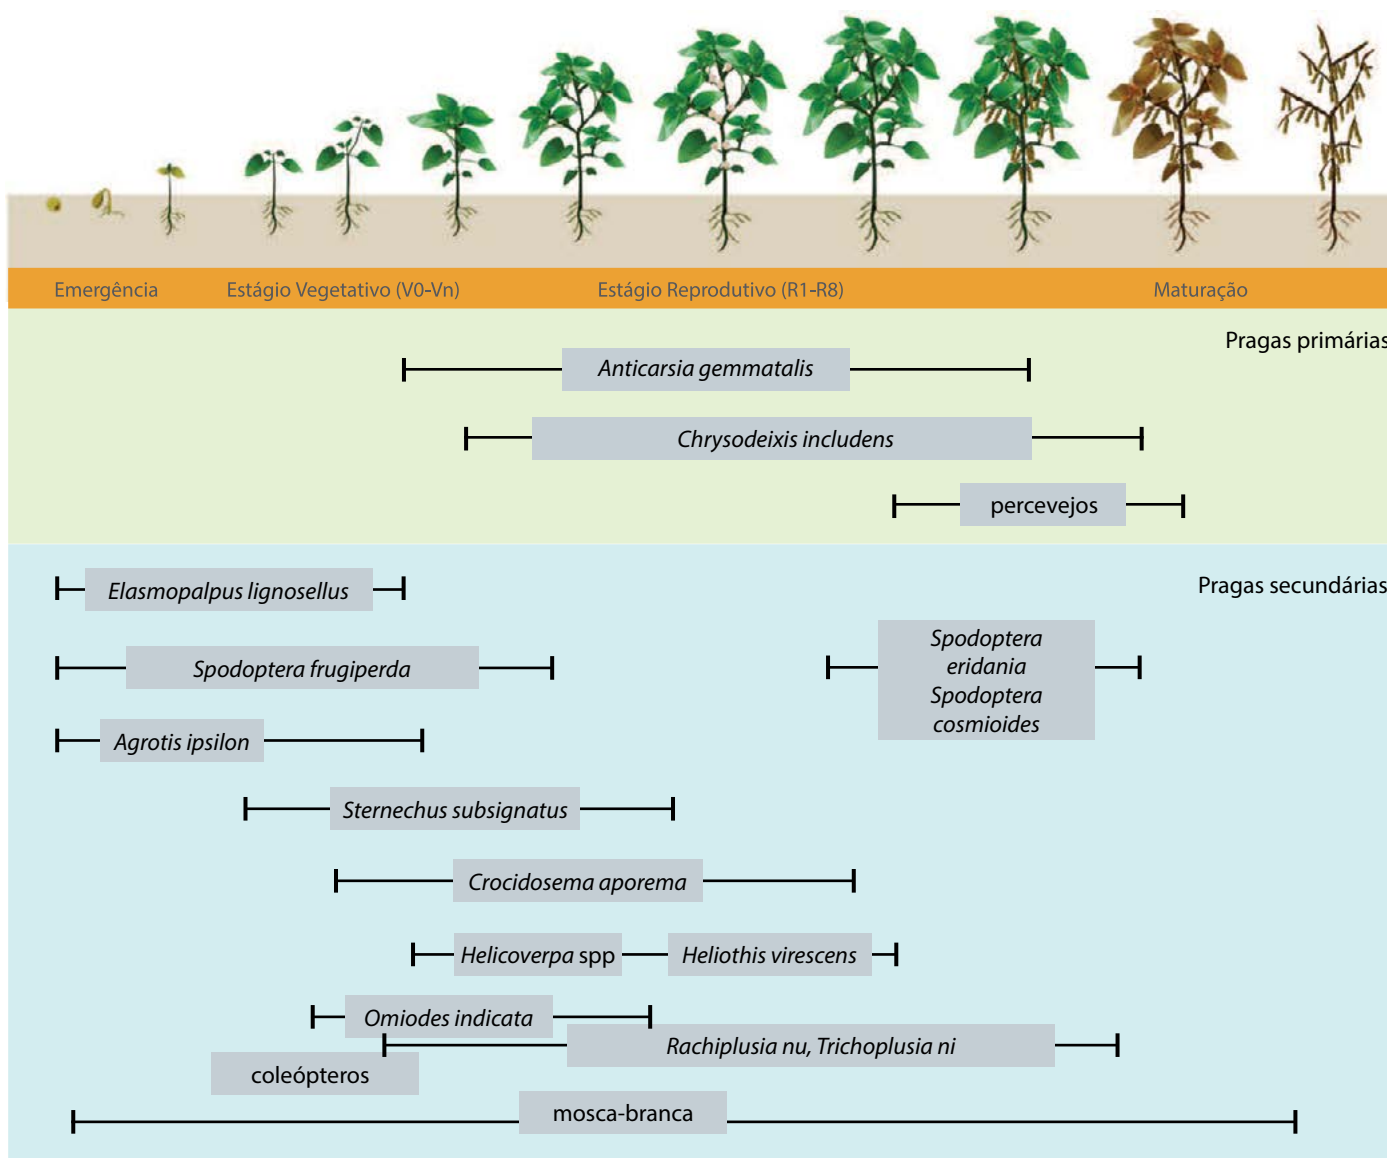 Emergência
Estágio Vegetativo (V0-Vn)
Estágio Reprodutivo (R1-R8)
Maturação
Pragas primárias
Anticarsia gemmatalis
Chrysodeixis includens
percevejos
Pragas secundárias
Elasmopalpus lignosellus
Spodoptera frugiperda
Spodoptera
eridania
Spodoptera
cosmioides
Agrotis ipsilon
Sternechus subsignatus
Crocidosema aporema
Helicoverpa spp
Heliothis virescens
Omiodes indicata
Rachiplusia nu, Trichoplusia ni
coleópteros
mosca-branca